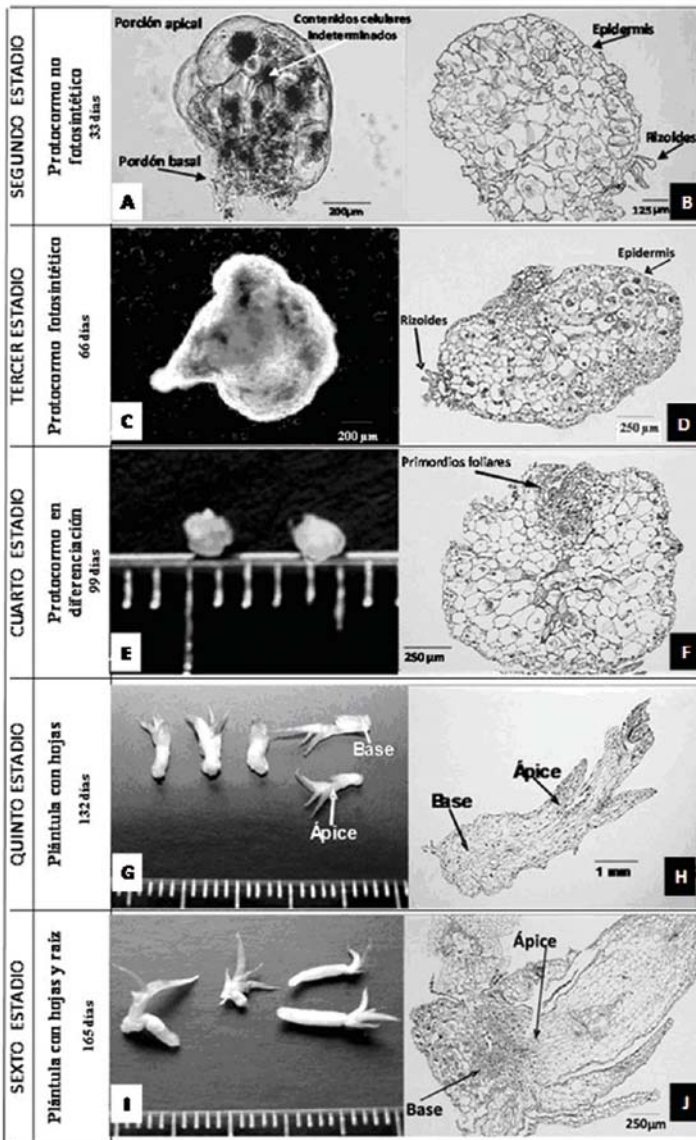 SEGUNDO ESTADIO
Protocormo no
fotosintético
33 días
Porción apical
Contenidos celulares
indeterminados
Pordón basal
200µm
A
Epidermis
Rizoides
125µm
B
TERCER ESTADIO
Protocormo fotosintético
66 días
200 µm
C
Epidermis
Rizoides
250 µm
D
CUARTO ESTADIO
Protocormo en
diferenciación
99 días
E
Primordios foliares
250µm
F
QUINTO ESTADIO
Plántula con hojas
132 días
Base
Ápice
G
Ápice
Base
1 mm
H
SEXTO ESTADIO
Plántula con hojas y raíz
165 días
I
Ápice
Base
250µm
J